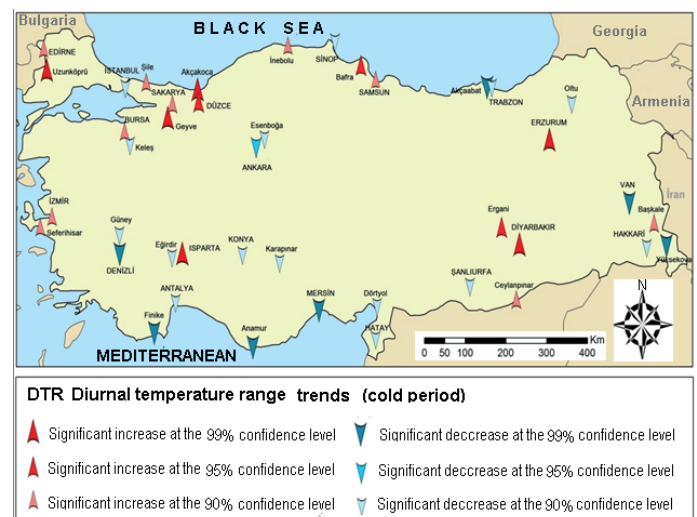 Bulgaria
BLACK SEA
Georgia
EDİRNE
Uzunköprü
İSTANBUL
Şile
Akçakoca
İnebolu
SİNOP
Bafra
SAMSUN
SAKARYA
DÜZCE
Geyve
BURSA
Keleş
Esenboğa
ANKARA
Akçaabat
TRABZON
Oltu
Armenia
ERZURUM
VAN
İran
Başkale
HAKKARİ
Yüksekova
İZMİR
Seferihisar
Güney
DENİZLİ
Eğirdir
ISPARTA
KONYA
Karapınar
Ergani
DİYARBAKIR
ŞANLIURFA
Ceylanpınar
ANTALYA
Finike
MERSİN
Dörtyol
HATAY
Anamur
MEDITERRANEAN
N
Km
0 50 100 200 300 400
DTR Diurnal temperature range trends (cold period)
Significant increase at the 99% confidence level
Significant deccrease at the 99% confidence level
Significant increase at the 95% confidence level
Significant deccrease at the 95% confidence level
Significant increase at the 90% confidence level
Significant deccrease at the 90% confidence level